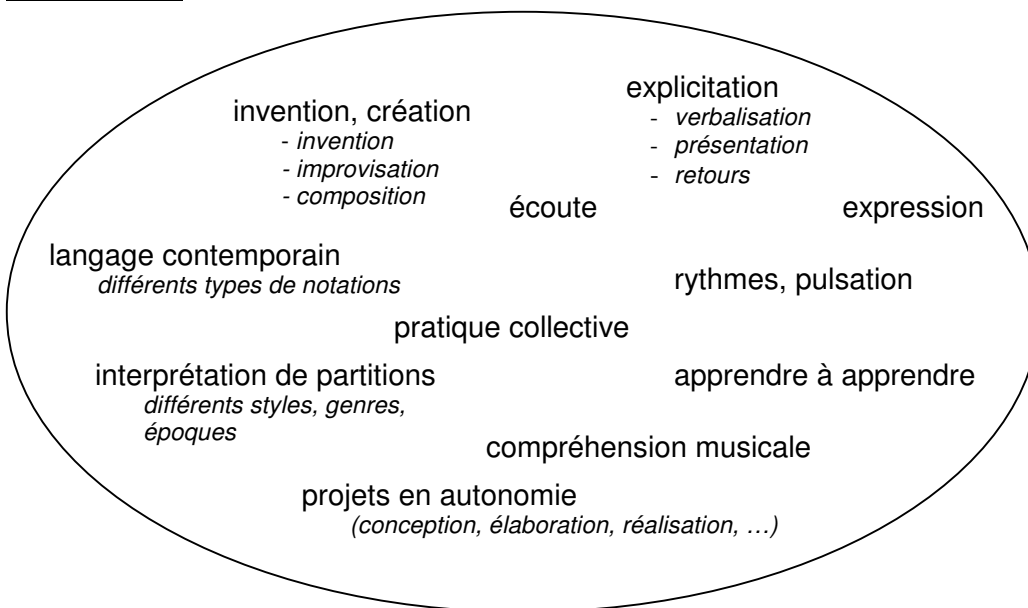 explicitation
invention, création
- verbalisation
- invention
- présentation
- improvisation
- retours
- composition
écoute
expression
langage contemporain
différents types de notations
rythmes, pulsation
pratique collective
interprétation de partitions
apprendre à apprendre
différents styles, genres,
époques
compréhension musicale
projets en autonomie
(conception, élaboration, réalisation, …)